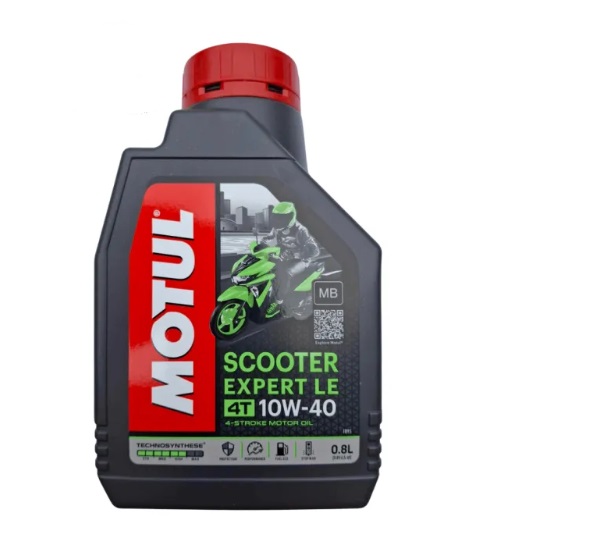 MOTUL®
MB
SCOOTER
EXPERT LE
4T 10W-40
4-STROKE MOTOR OIL
TECHNOSYNTHESE®
0.8L